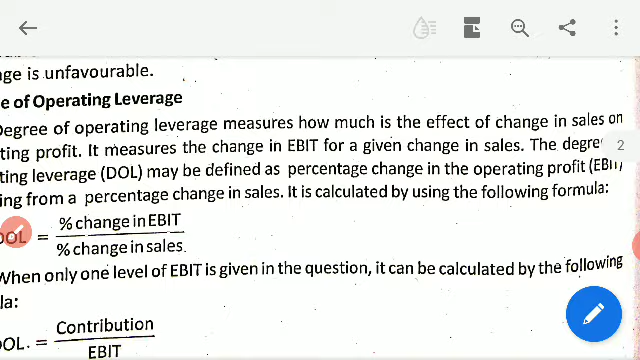 nge is unfavourable.
e of Operating Leverage
Degree of operating leverage measures how much is the effect of change in sales on
ting profit. It measures the change in EBIT for a given change in sales. The degre
2
ting leverage (DOL) may be defined as percentage change in the operating profit (EBIT)
ing from a percentage change in sales. It is calculated by using the following formula:
DOL = % change in EBIT
% change in sales
When only one level of EBIT is given in the question, it can be calculated by the following
la:
DOL. = Contribution
EBIT